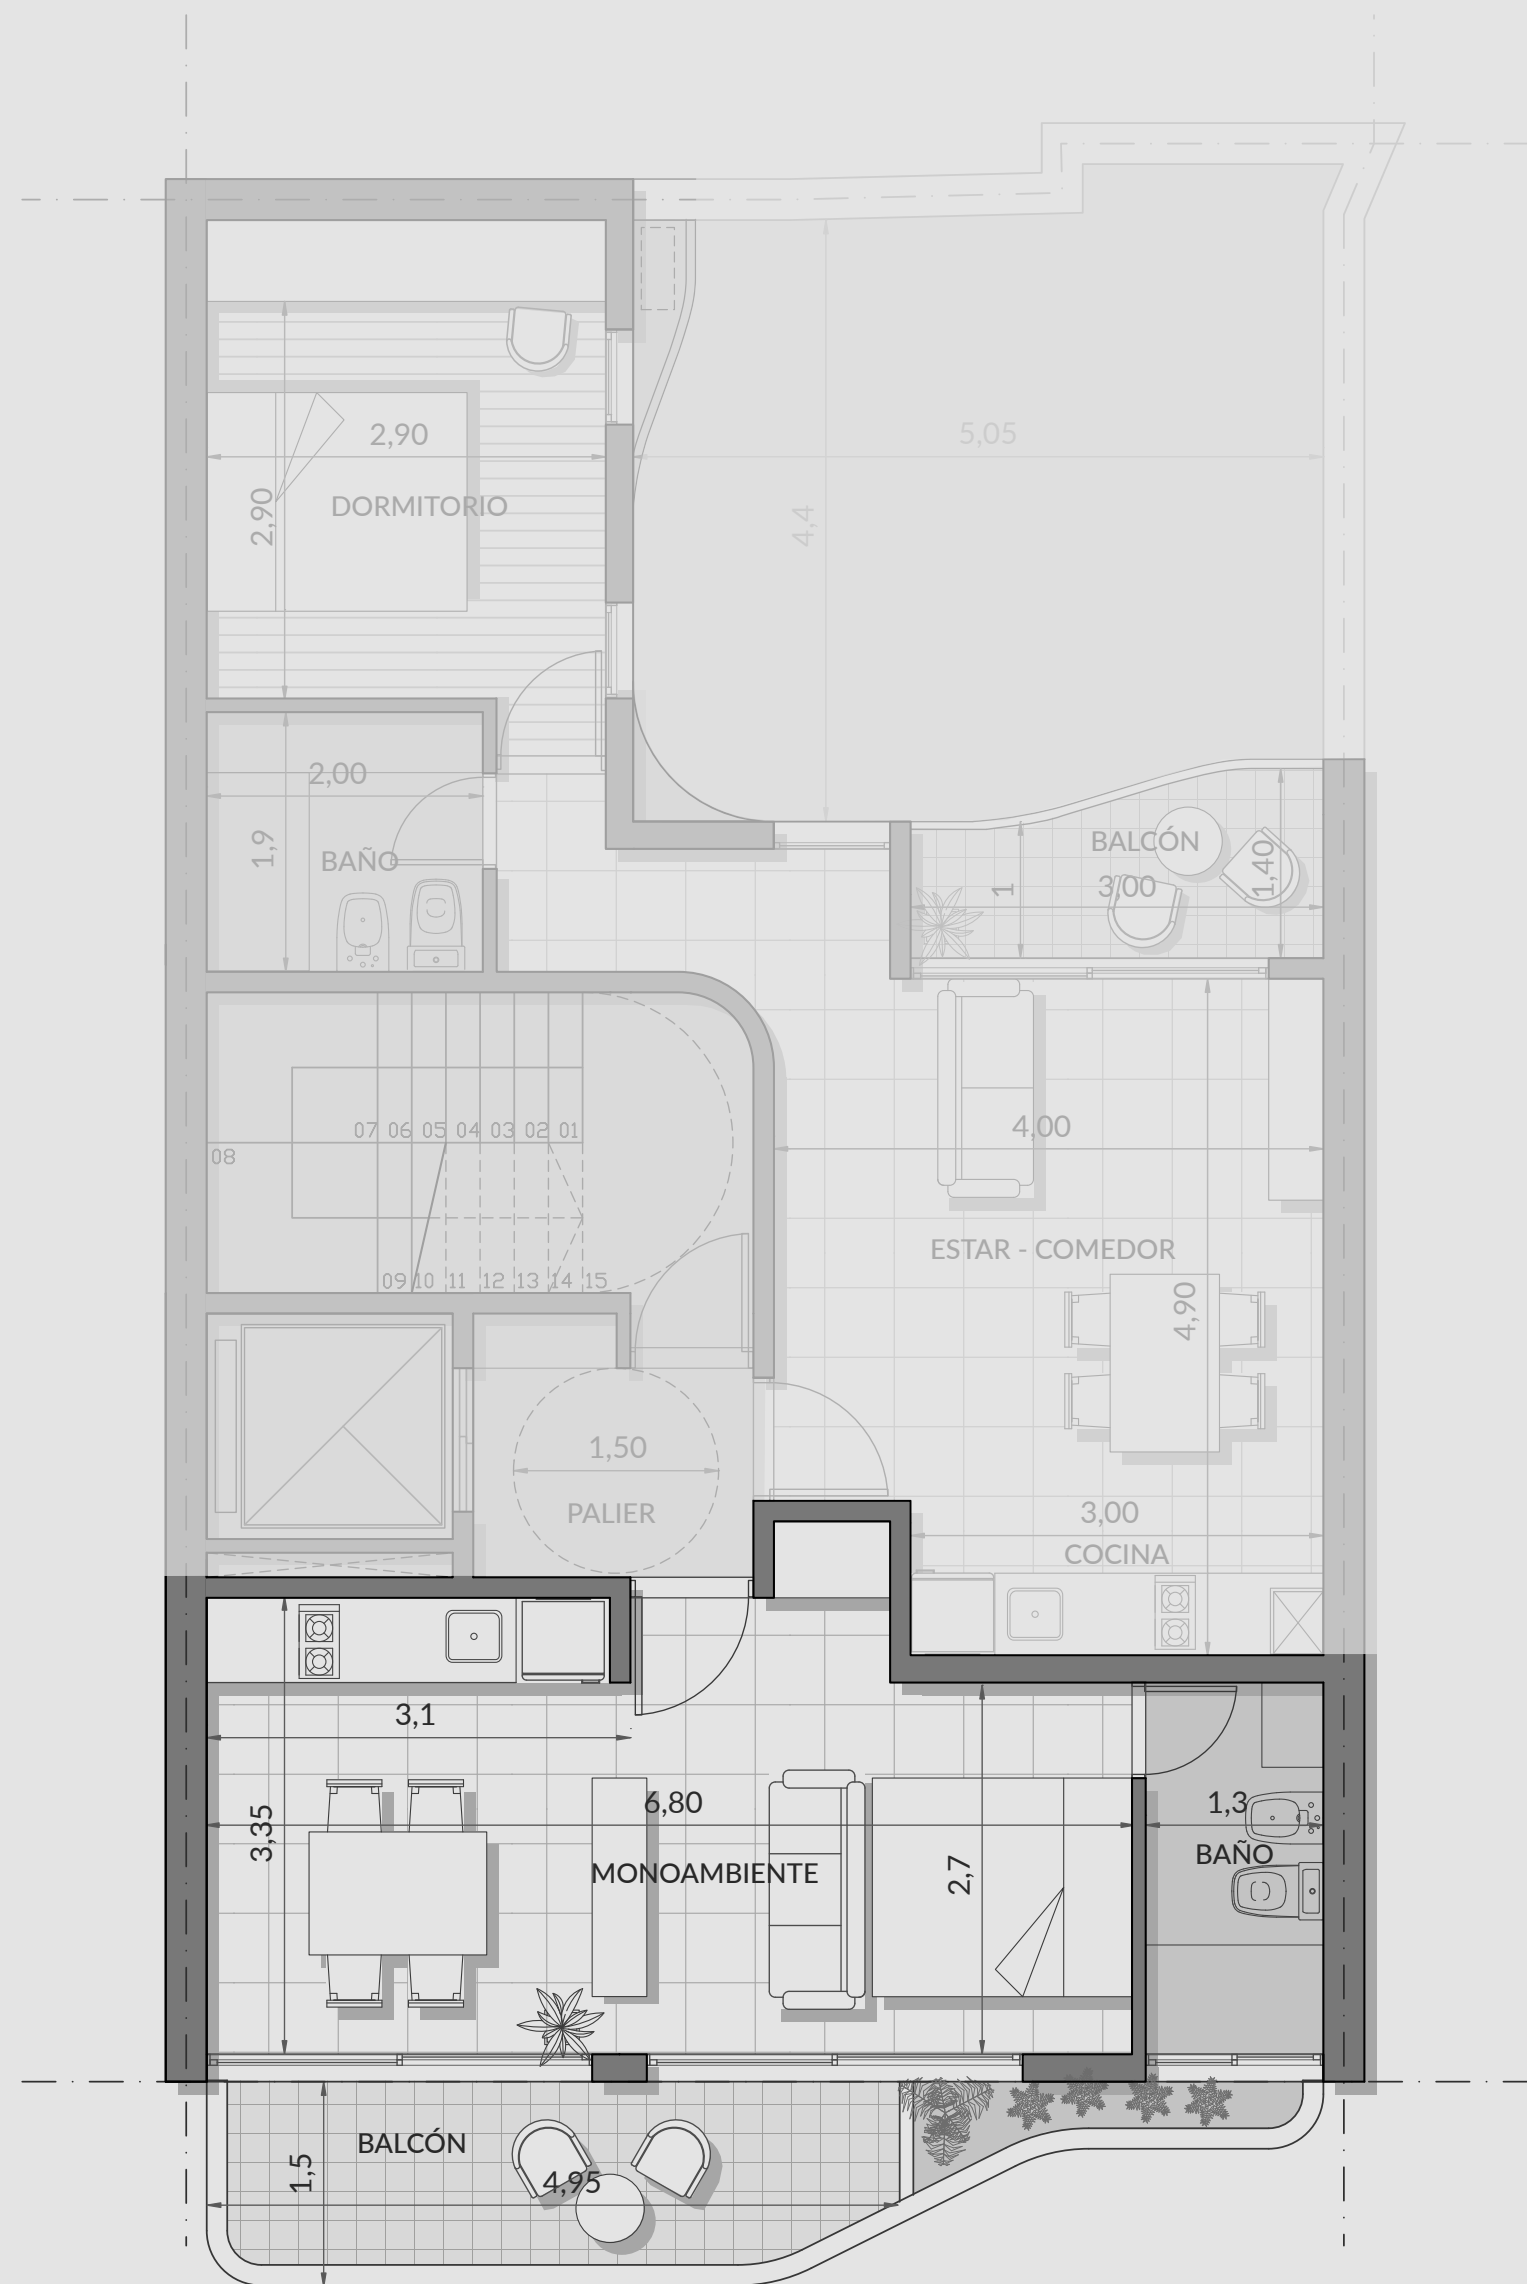 2,90
5,05
DORMITORIO
2,90
4,4
2,00
1,9
BAÑO
BALCÓN
1
3,00
1,40
4,00
07 06 05 04 03 02 01
08
ESTAR - COMEDOR
09 10 11 12 13 14 15
4,90
1,50
PALIER
3,00
COCINA
3,1
6,80
1,3
3,35
BAÑO
MONOAMBIENTE
2,7
BALCÓN
1,5
4,95